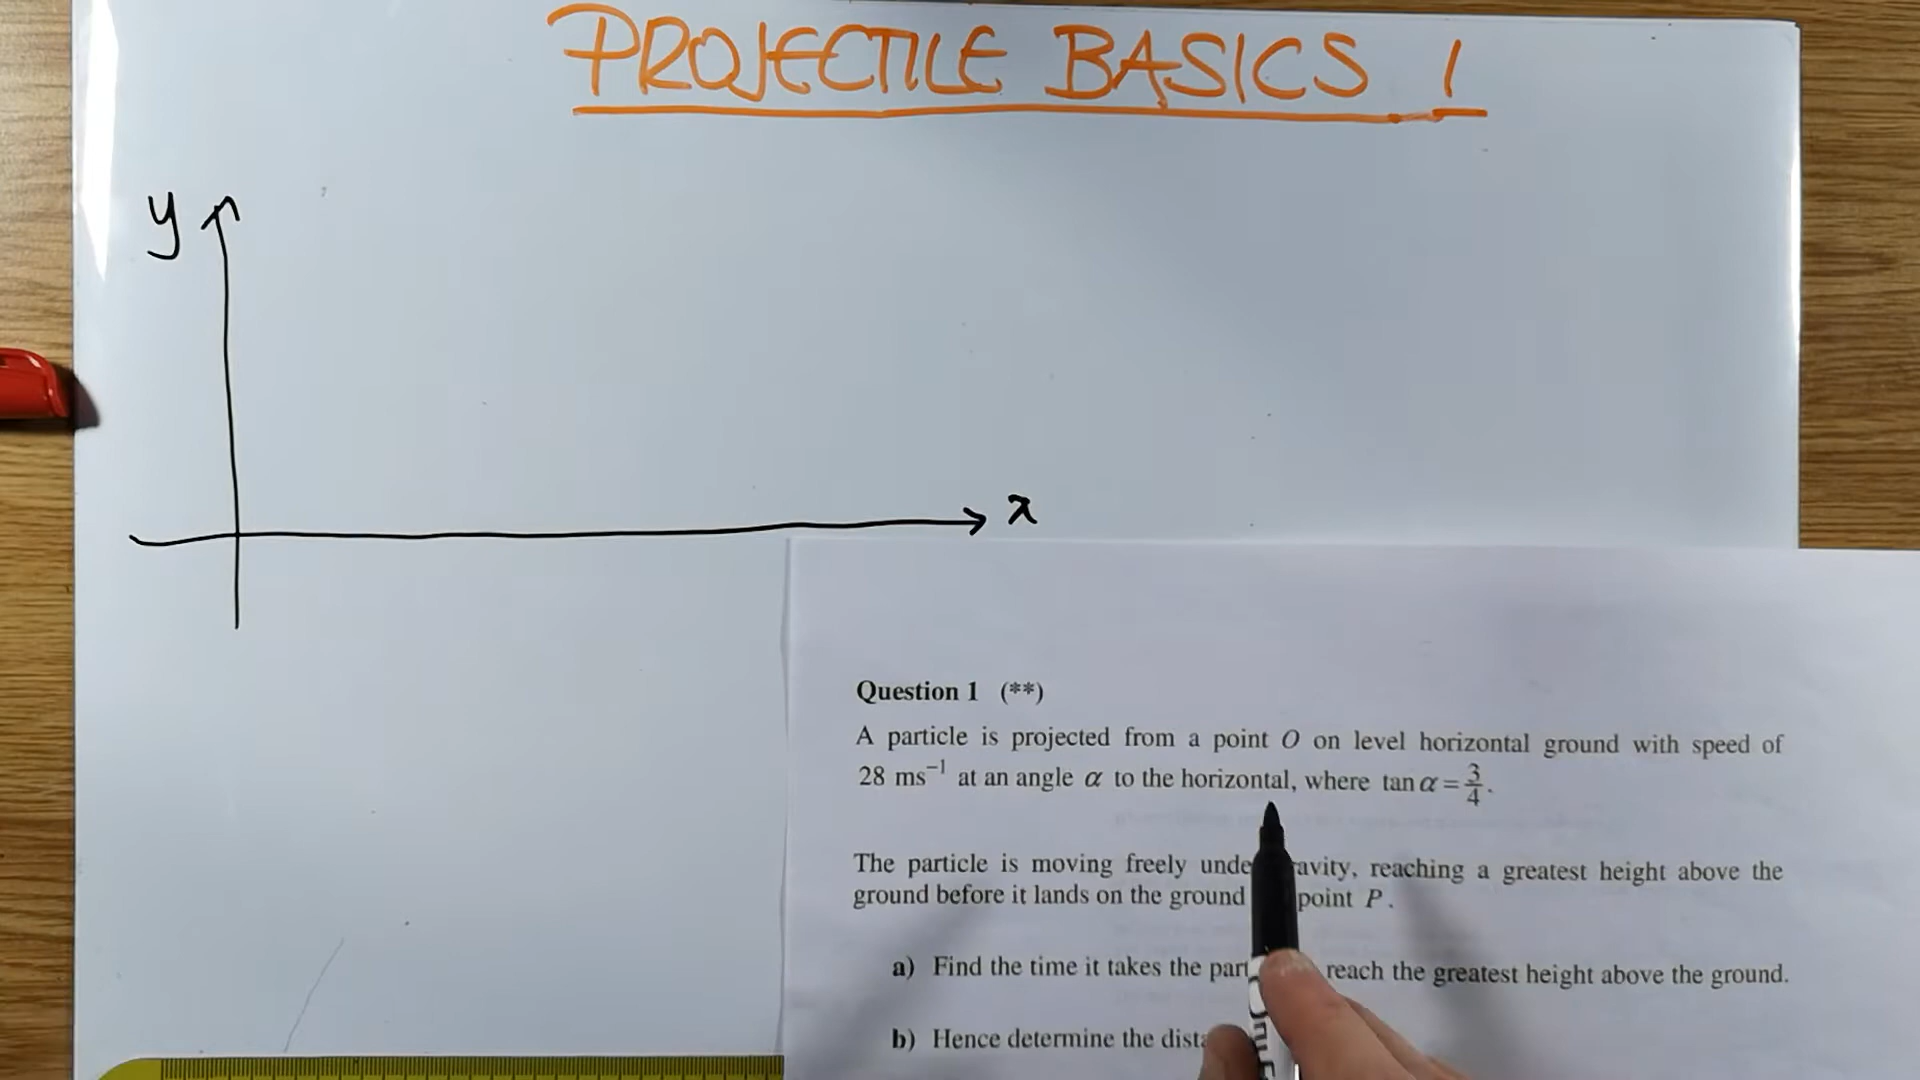 PROJECTILE BASICS 1
y
x
Question 1 (**)
A particle is projected from a point O on level horizontal ground with speed of
28 ms⁻¹ at an angle α to the horizontal, where tan α = 3/4.
The particle is moving freely unde avity, reaching a greatest height above the
ground before it lands on the ground point P.
a) Find the time it takes the part reach the greatest height above the ground.
b) Hence determine the dist